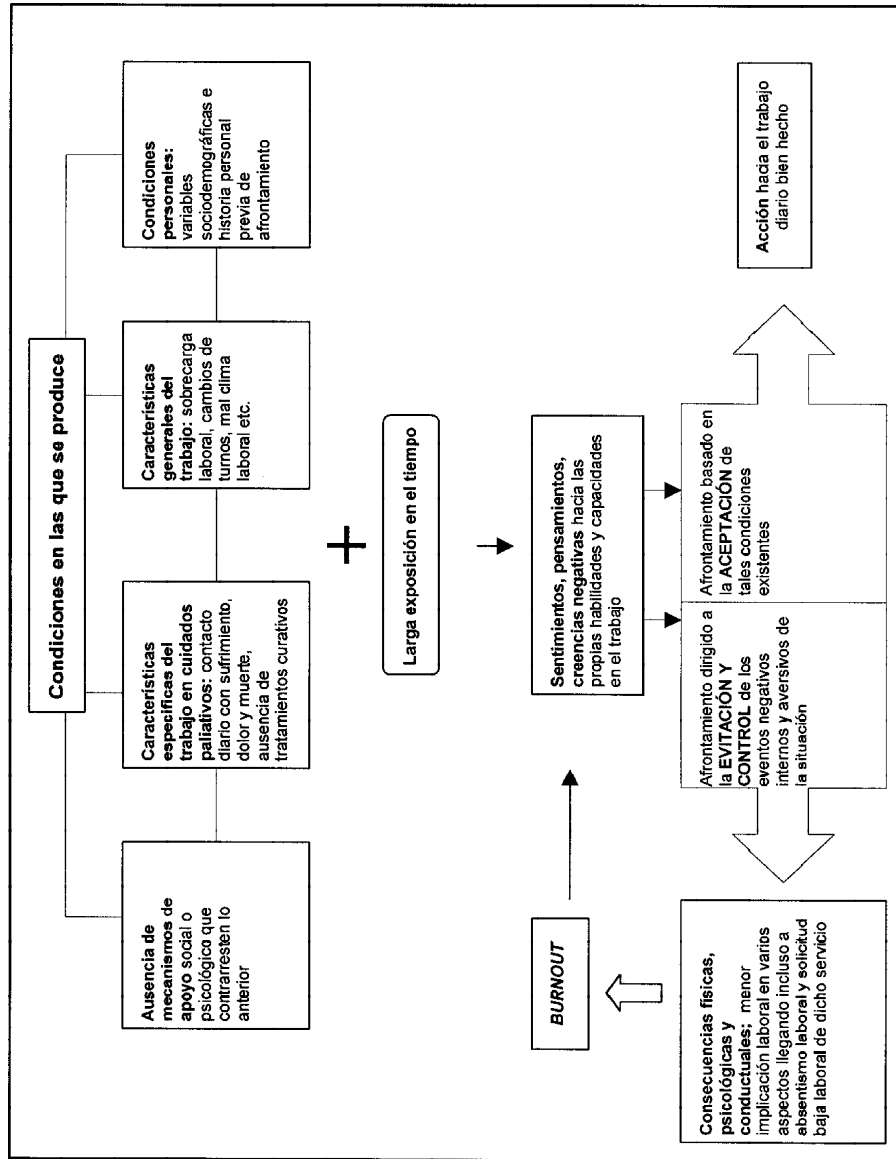 Condiciones en las que se produce
Ausencia de
mecanismos de
apoyo social o
psicológico que
contrarresten lo
anterior
Características
específicas del
trabajo en cuidados
paliativos: contacto
diario con sufrimiento,
dolor y muerte,
ausencia de
tratamientos curativos
Características
generales del
trabajo: sobrecarga
laboral, cambios de
turnos, mal clima
laboral etc.
Condiciones
personales:
variables
sociodemográficas e
historia personal
previa de
afrontamiento
+
Larga exposición en el tiempo
BURNOUT
Sentimientos, pensamientos,
creencias negativas hacia las
propias habilidades y capacidades
en el trabajo
Consecuencias físicas,
psicológicas y
conductuales; menor
implicación laboral en varios
aspectos llegando incluso a
absentismo laboral y solicitud
baja laboral de dicho servicio
Afrontamiento dirigido a
la EVITACIÓN Y
CONTROL de los
eventos negativos
internos y aversivos de
la situación
Afrontamiento basado en
la ACEPTACIÓN de
tales condiciones
existentes
Acción hacia el trabajo
diario bien hecho